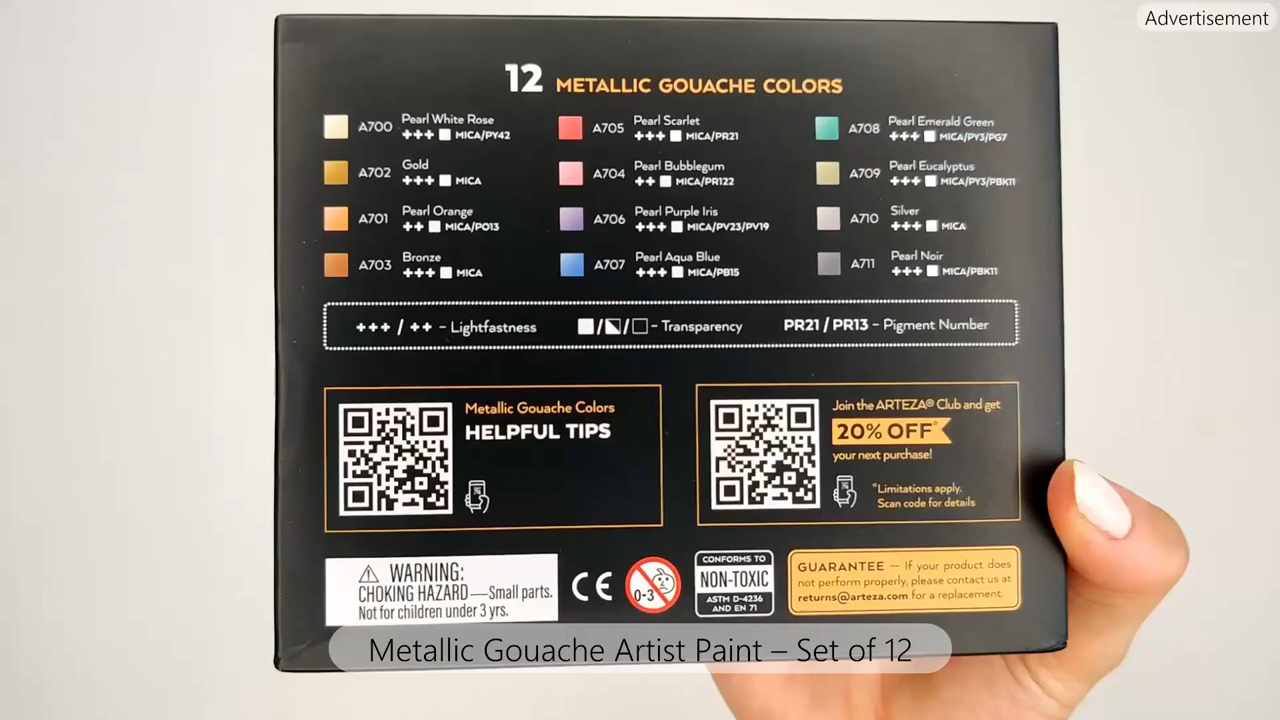 Advertisement
12 METALLIC GOUACHE COLORS
A700 Pearl White Rose
+++ MICA/PY42
A702 Gold
+++ MICA
A701 Pearl Orange
++ MICA/PO13
A703 Bronze
+++ MICA
A705 Pearl Scarlet
+++ MICA/PR21
A704 Pearl Bubblegum
++ MICA/PR122
A706 Pearl Purple Iris
+++ MICA/PV23/PV19
A707 Pearl Aqua Blue
+++ MICA/PB15
A708 Pearl Emerald Green
+++ MICA/PY3/PG7
A709 Pearl Eucalyptus
+++ MICA/PY3/PBK11
A710 Silver
+++ MICA
A711 Pearl Noir
+++ MICA/PBK11
+++ / ++ - Lightfastness
/ / - Transparency
PR21 / PR13 - Pigment Number
Metallic Gouache Colors
HELPFUL TIPS
Join the ARTEZA® Club and get
20% OFF*
your next purchase!
*Limitations apply.
Scan code for details
WARNING:
CHOKING HAZARD—Small parts.
Not for children under 3 yrs.
CE
0-3
CONFORMS TO
NON-TOXIC
ASTM D-4236
AND EN 71
GUARANTEE — If your product does
not perform properly, please contact us at
returns@arteza.com for a replacement.
Metallic Gouache Artist Paint – Set of 12